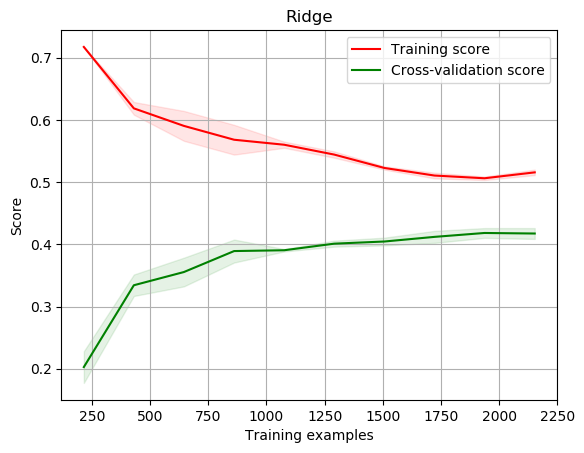 Ridge
Training score
Cross-validation score
Score
0.7
0.6
0.5
0.4
0.3
0.2
250 500 750 1000 1250 1500 1750 2000 2250
Training examples